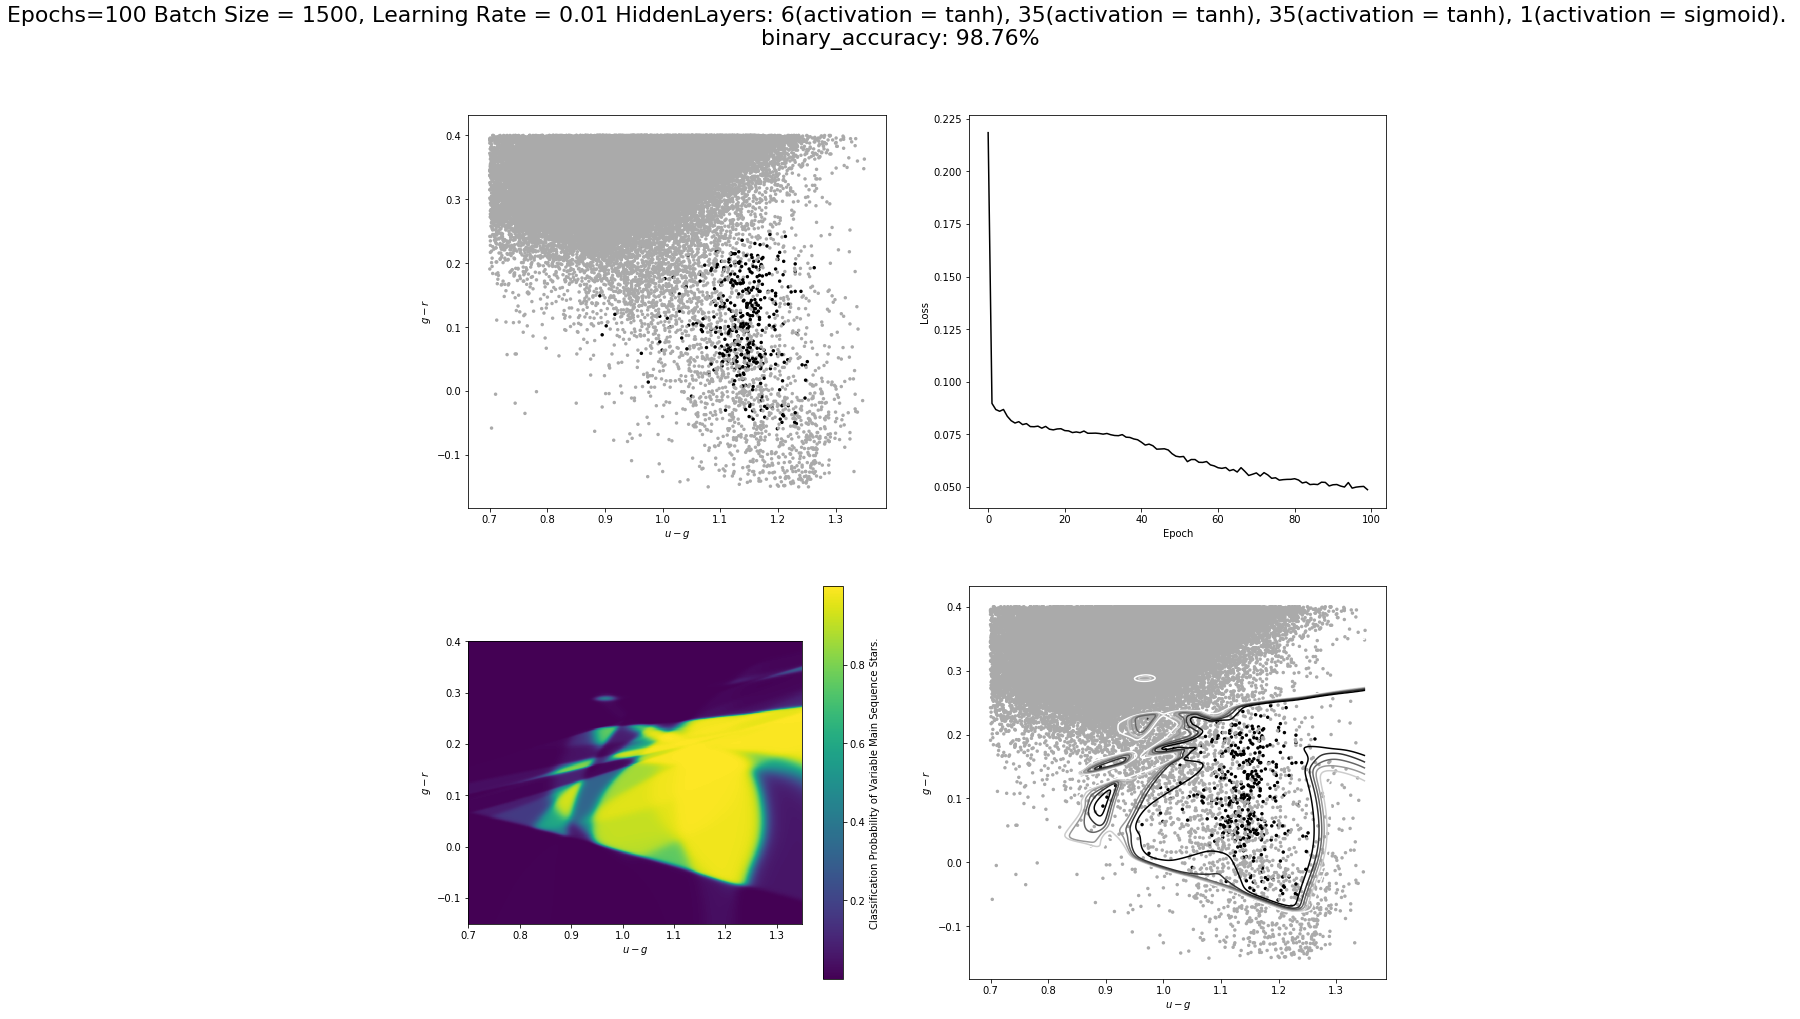 Epochs=100 Batch Size = 1500, Learning Rate = 0.01 HiddenLayers: 6(activation = tanh), 35(activation = tanh), 35(activation = tanh), 1(activation = sigmoid).
binary_accuracy: 98.76%
0.4
0.3
0.2
0.1
0.0
−0.1
g − r
0.7 0.8 0.9 1.0 1.1 1.2 1.3
u − g
0.225
0.200
0.175
0.150
0.125
0.100
0.075
0.050
Loss
0 20 40 60 80 100
Epoch
0.4
0.3
0.2
0.1
0.0
−0.1
g − r
0.7 0.8 0.9 1.0 1.1 1.2 1.3
u − g
0.8
0.6
0.4
0.2
Classification Probability of Variable Main Sequence Stars.
0.4
0.3
0.2
0.1
0.0
−0.1
g − r
0.7 0.8 0.9 1.0 1.1 1.2 1.3
u − g